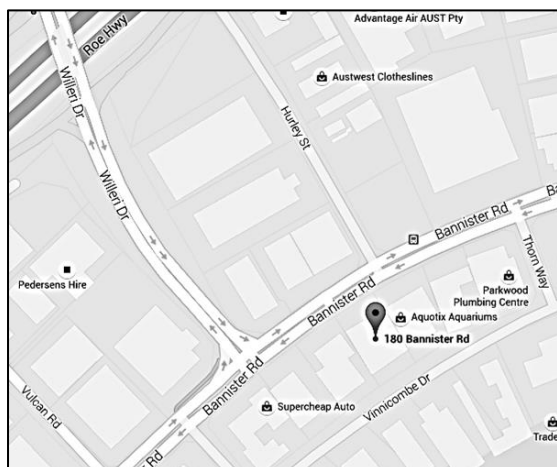 Advantage Air AUST Pty
Roe Hwy
Willeri Dr
Austwest Clotheslines
Hurley St
Willeri Dr
Bannister Rd
Ba
Thorn Way
Pedersens Hire
Parkwood
Plumbing Centre
Bannister Rd
Aquotix Aquariums
180 Bannister Rd
Bannister Rd
Vinnicombe Dr
Vulcan Rd
Supercheap Auto
Trade